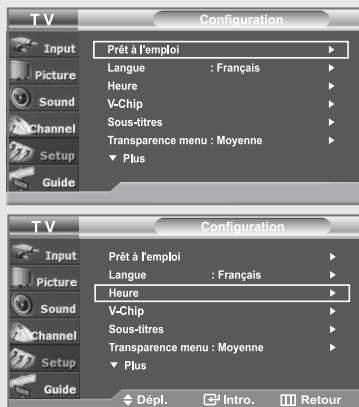 TV Configuration
Input
Picture
Sound
Channel
Setup
Guide
Prêt à l'emploi
Langue : Français
Heure
V-Chip
Sous-titres
Transparence menu : Moyenne
Plus
TV Configuration
Input
Picture
Sound
Channel
Setup
Guide
Prêt à l'emploi
Langue : Français
Heure
V-Chip
Sous-titres
Transparence menu : Moyenne
Plus
Dépl. Intro. Retour